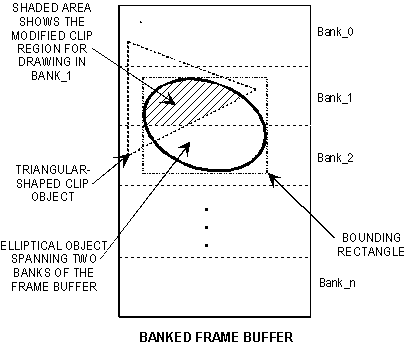 SHADED AREA
SHOWS THE
MODIFIED CLIP
REGION FOR
DRAWING IN
BANK_1
Bank_0
Bank_1
Bank_2
TRIANGULAR-
SHAPED CLIP
OBJECT
ELLIPTICAL OBJECT
SPANNING TWO
BANKS OF THE
FRAME BUFFER
BOUNDING
RECTANGLE
Bank_n
BANKED FRAME BUFFER